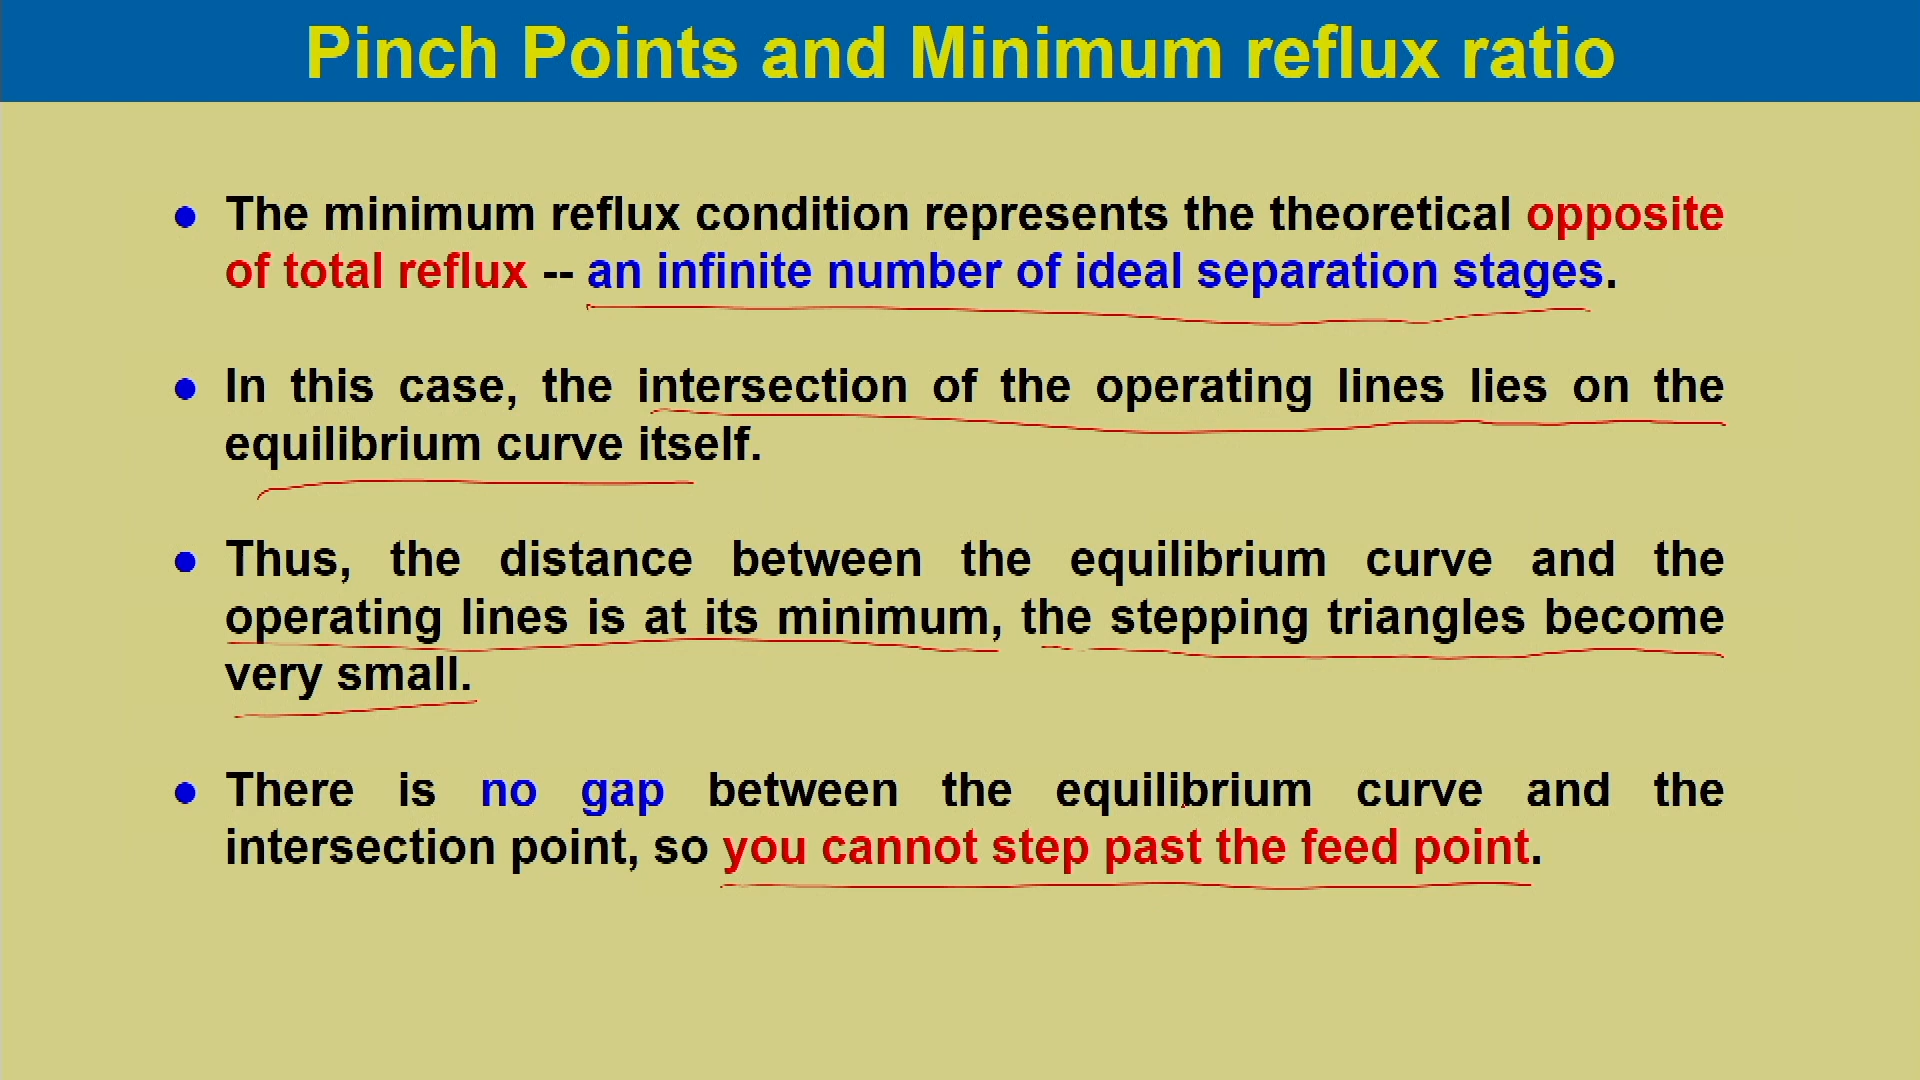 Pinch Points and Minimum reflux ratio
• The minimum reflux condition represents the theoretical opposite
of total reflux -- an infinite number of ideal separation stages.
• In this case, the intersection of the operating lines lies on the
equilibrium curve itself.
• Thus, the distance between the equilibrium curve and the
operating lines is at its minimum, the stepping triangles become
very small.
• There is no gap between the equilibrium curve and the
intersection point, so you cannot step past the feed point.